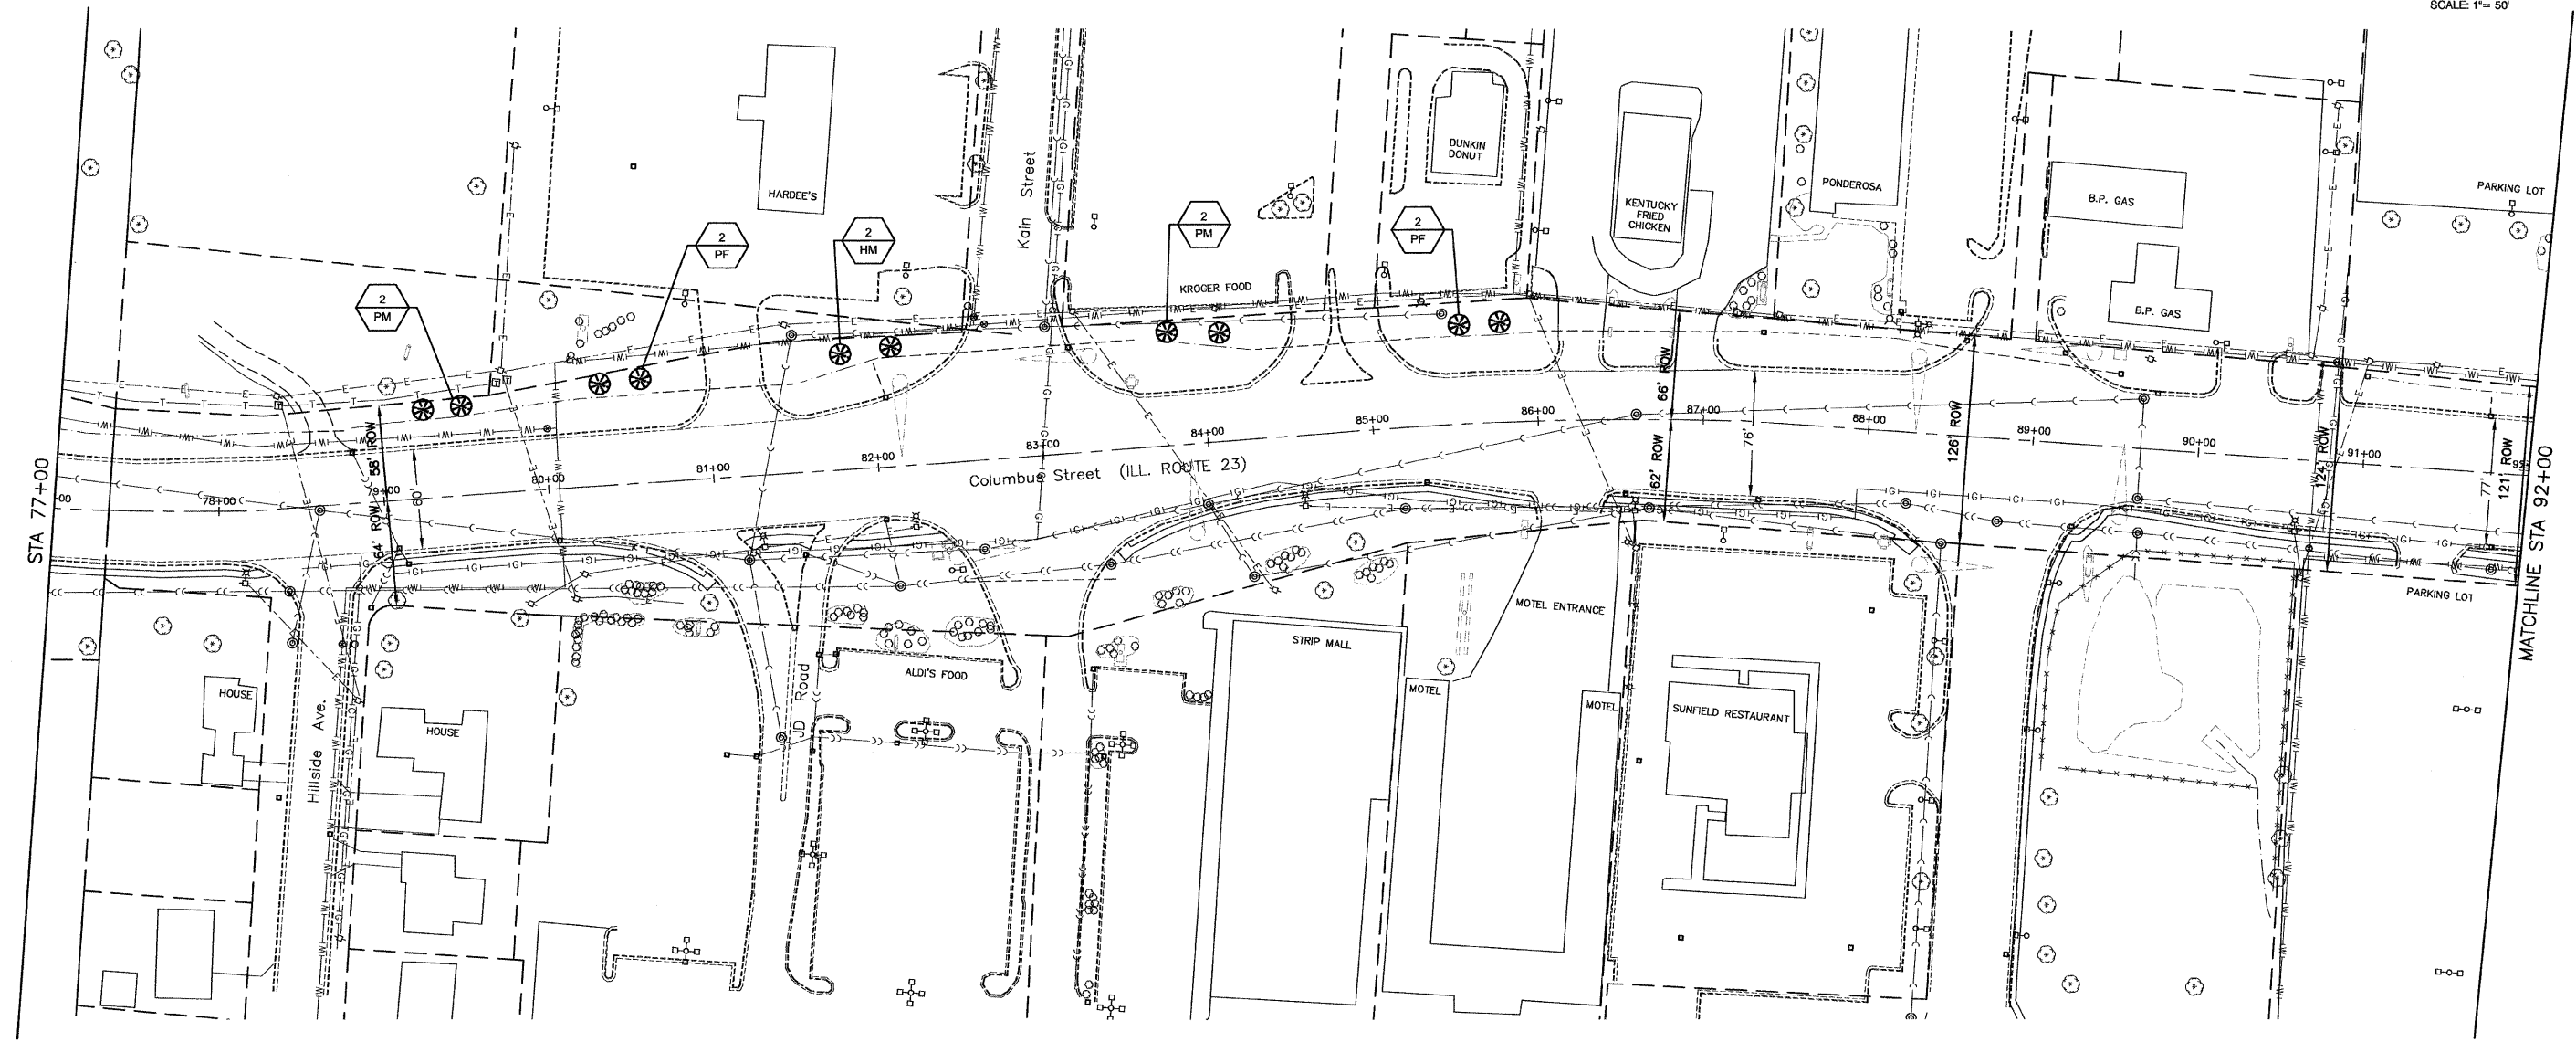 SCALE: 1"= 50'
HARDEE'S
Kain Street
DUNKIN
DONUT
KENTUCKY
FRIED
CHICKEN
PONDEROSA
B.P. GAS
B.P. GAS
PARKING LOT
2
PM
2
PF
2
HM
2
PM
2
PF
KROGER FOOD
STA 77+00
00
78+00
79+00
80+00
81+00
82+00
83+00
84+00
85+00
86+00
87+00
88+00
89+00
90+00
91+00
92
58' ROW
64' ROW
60'
66' ROW
62' ROW
76'
126' ROW
124' ROW
77'
121' ROW
Columbus Street (ILL. ROUTE 23)
MATCHLINE STA 92+00
HOUSE
Hillside Ave.
HOUSE
JD Road
ALDI'S FOOD
STRIP MALL
MOTEL
MOTEL ENTRANCE
MOTEL
SUNFIELD RESTAURANT
PARKING LOT